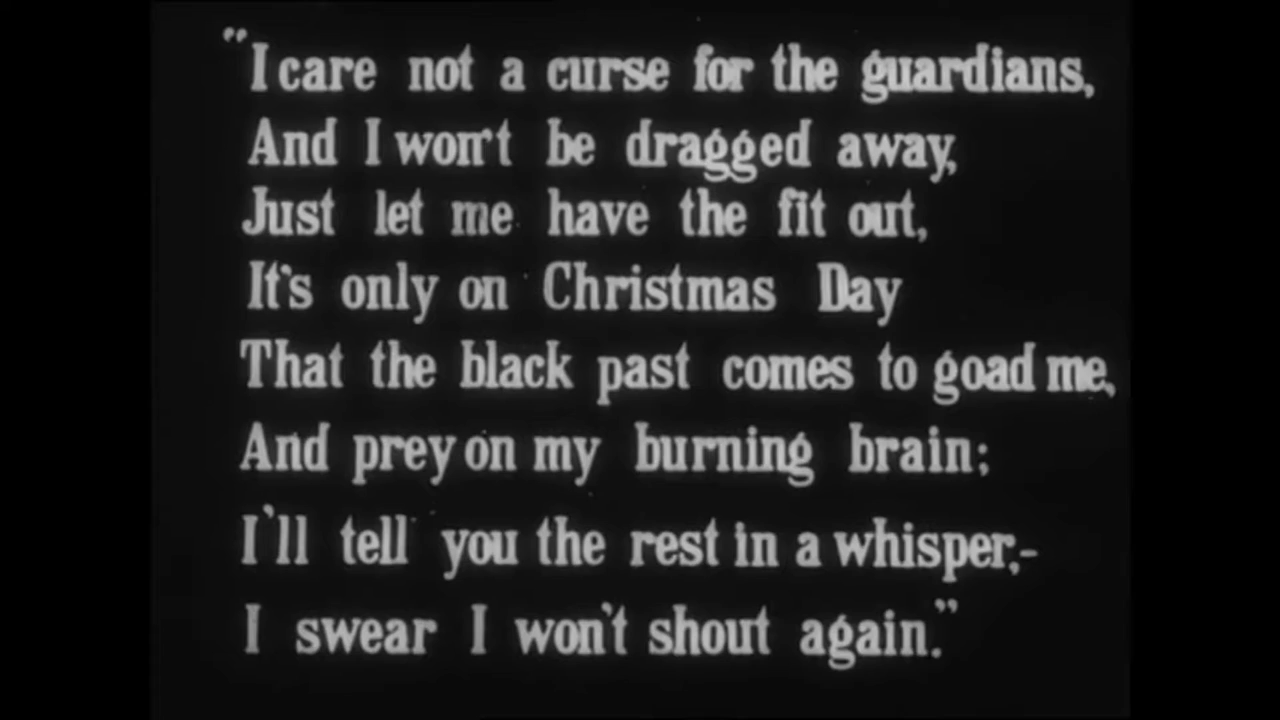 "I care not a curse for the guardians,
And I won't be dragged away,
Just let me have the fit out,
It's only on Christmas Day
That the black past comes to goad me,
And prey on my burning brain;
I'll tell you the rest in a whisper,-
I swear I won't shout again."